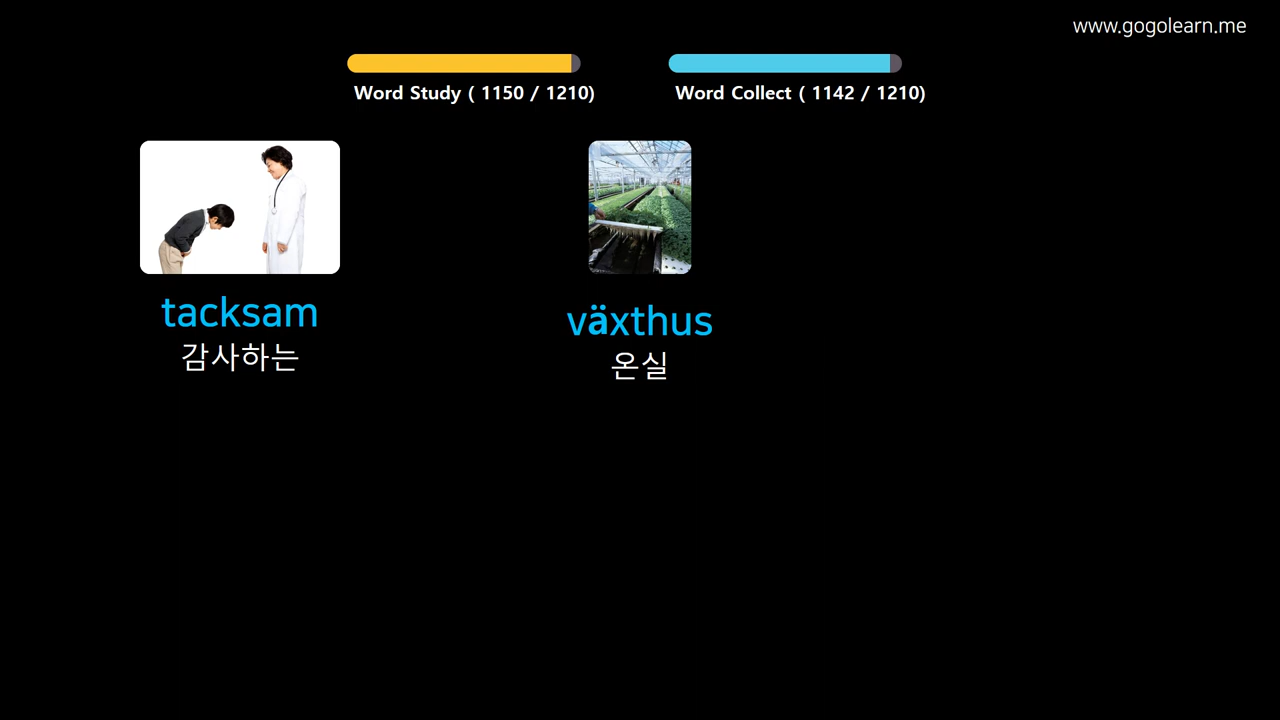 www.gogolearn.me
Word Study ( 1150 / 1210)
Word Collect ( 1142 / 1210)
tacksam
감사하는
växthus
온실